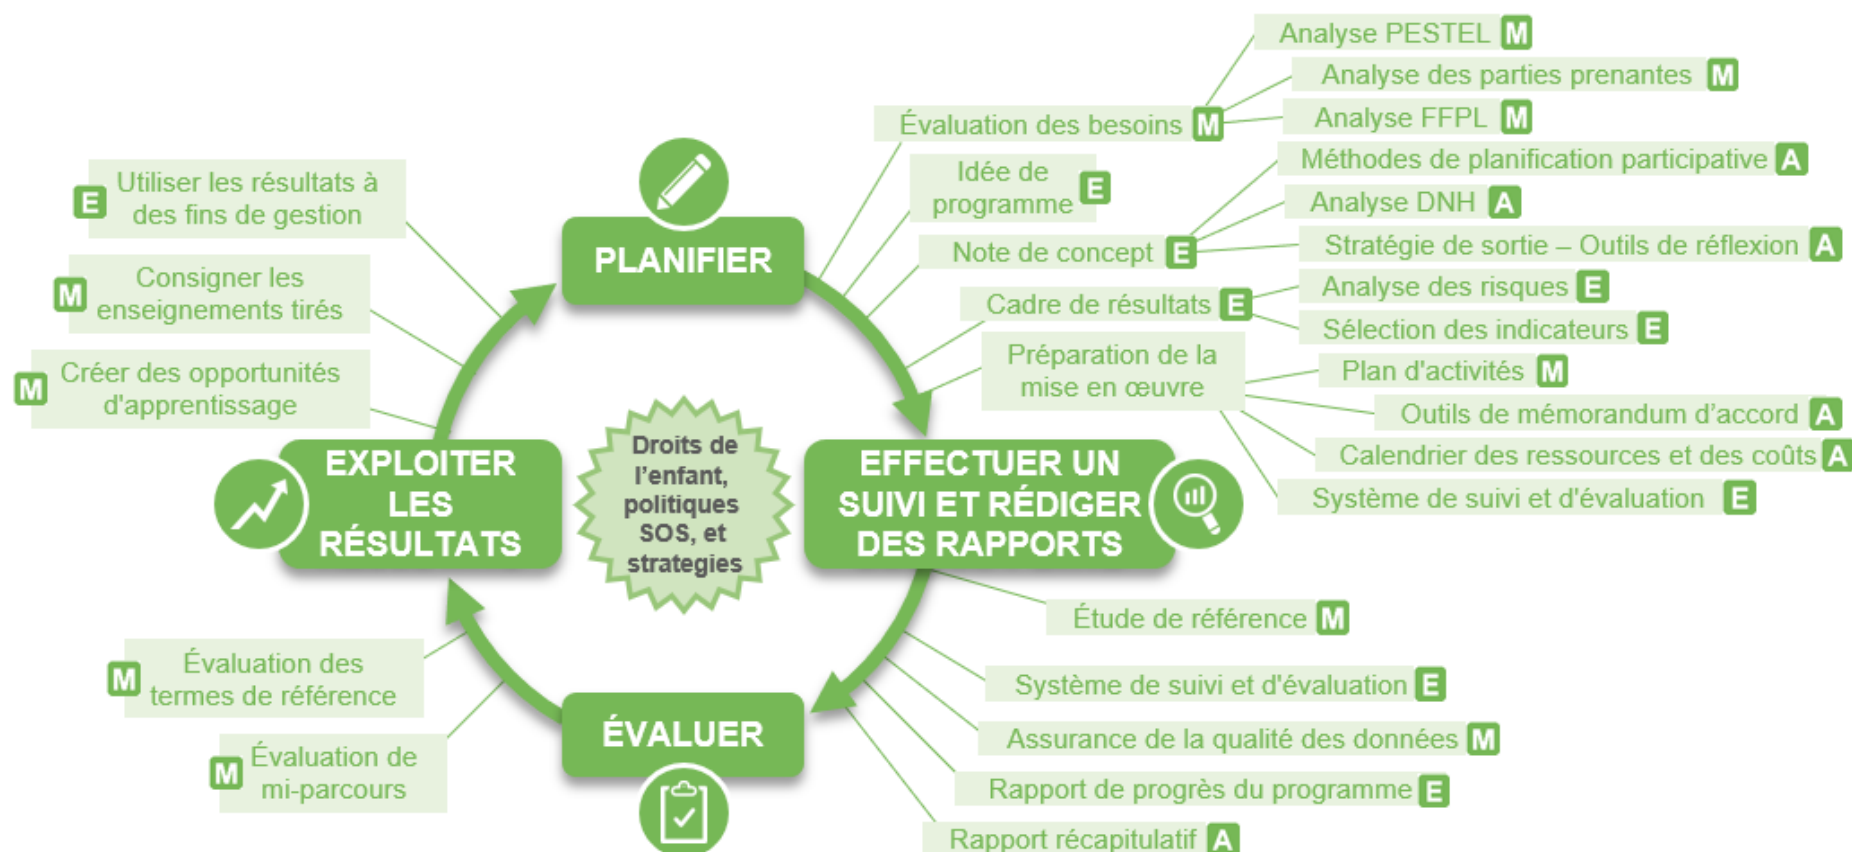 Analyse PESTEL M
Analyse des parties prenantes M
Évaluation des besoins M
Analyse FFPL M
Idée de
programme E
Méthodes de planification participative A
Analyse DNH A
Note de concept E
Stratégie de sortie – Outils de réflexion A
Cadre de résultats E
Analyse des risques E
Sélection des indicateurs E
Préparation de la
mise en œuvre
Plan d'activités M
Outils de mémorandum d’accord A
Calendrier des ressources et des coûts A
Système de suivi et d'évaluation E
PLANIFIER
E Utiliser les résultats à
des fins de gestion
M Consigner les
enseignements tirés
M Créer des opportunités
d'apprentissage
EXPLOITER
LES
RÉSULTATS
Droits de
l’enfant,
politiques
SOS, et
strategies
EFFECTUER UN
SUIVI ET RÉDIGER
DES RAPPORTS
Étude de référence M
Système de suivi et d'évaluation E
Assurance de la qualité des données M
Rapport de progrès du programme E
Rapport récapitulatif A
M Évaluation des
termes de référence
M Évaluation de
mi-parcours
ÉVALUER